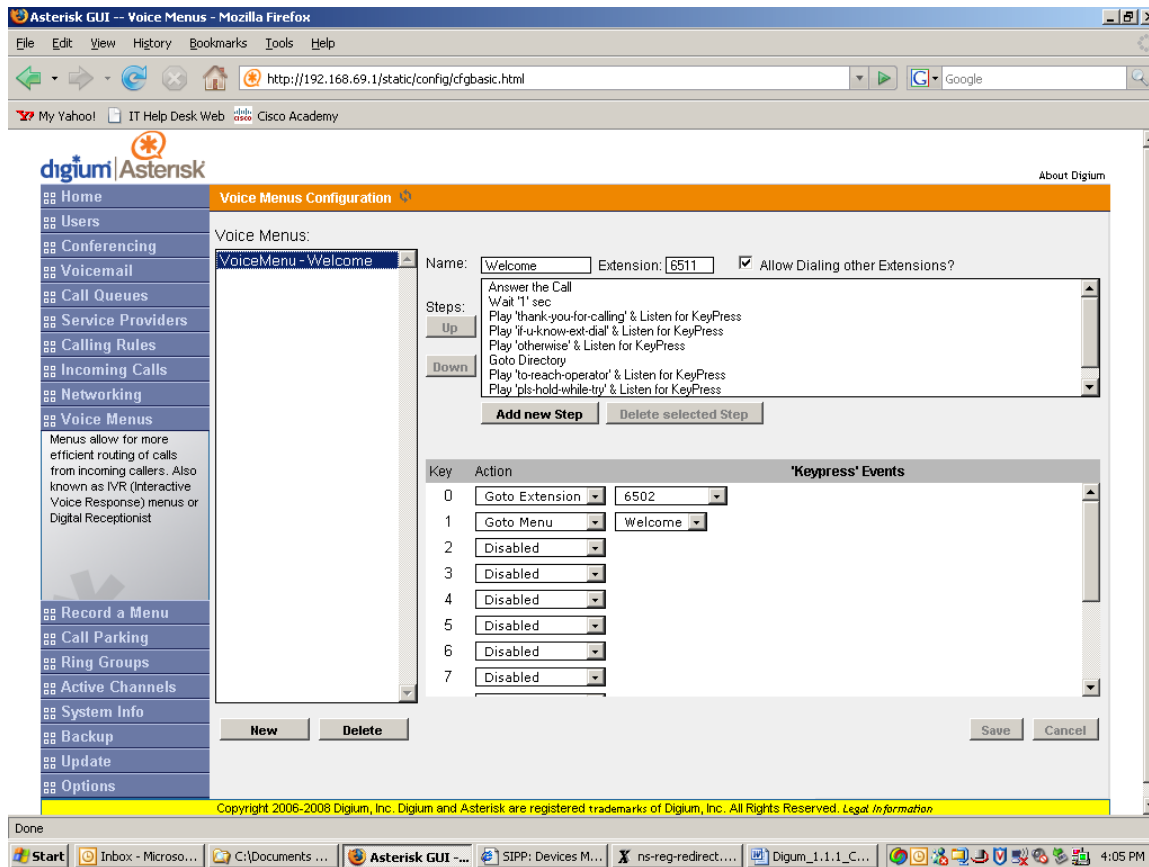 Asterisk GUI -- Voice Menus - Mozilla Firefox
File Edit View History Bookmarks Tools Help
http://192.168.69.1/static/config/cfgbasic.html
G Google
My Yahoo! IT Help Desk Web Cisco Academy
digium Asterisk
About Digium
Home
Users
Conferencing
Voicemail
Call Queues
Service Providers
Calling Rules
Incoming Calls
Networking
Voice Menus
Menus allow for more
efficient routing of calls
from incoming callers. Also
known as IVR (Interactive
Voice Response) menus or
Digital Receptionist
Record a Menu
Call Parking
Ring Groups
Active Channels
System Info
Backup
Update
Options
Voice Menus Configuration
Voice Menus:
VoiceMenu - Welcome
New Delete
Name: Welcome Extension: 6511 Allow Dialing other Extensions?
Steps:
Up
Down
Answer the Call
Wait '1' sec
Play 'thank-you-for-calling' & Listen for KeyPress
Play 'if-u-know-ext-dial' & Listen for KeyPress
Play 'otherwise' & Listen for KeyPress
Goto Directory
Play 'to-reach-operator' & Listen for KeyPress
Play 'pls-hold-while-try' & Listen for KeyPress
Add new Step Delete selected Step
Key Action 'Keypress' Events
0 Goto Extension 6502
1 Goto Menu Welcome
2 Disabled
3 Disabled
4 Disabled
5 Disabled
6 Disabled
7 Disabled
Save Cancel
Copyright 2006-2008 Digium, Inc. Digium and Asterisk are registered trademarks of Digium, Inc. All Rights Reserved. Legal Information
Done
Start Inbox - Microso... C:\Documents ... Asterisk GUI -... SIPP: Devices M... ns-reg-redirect.... Digum_1.1.1_C... 4:05 PM